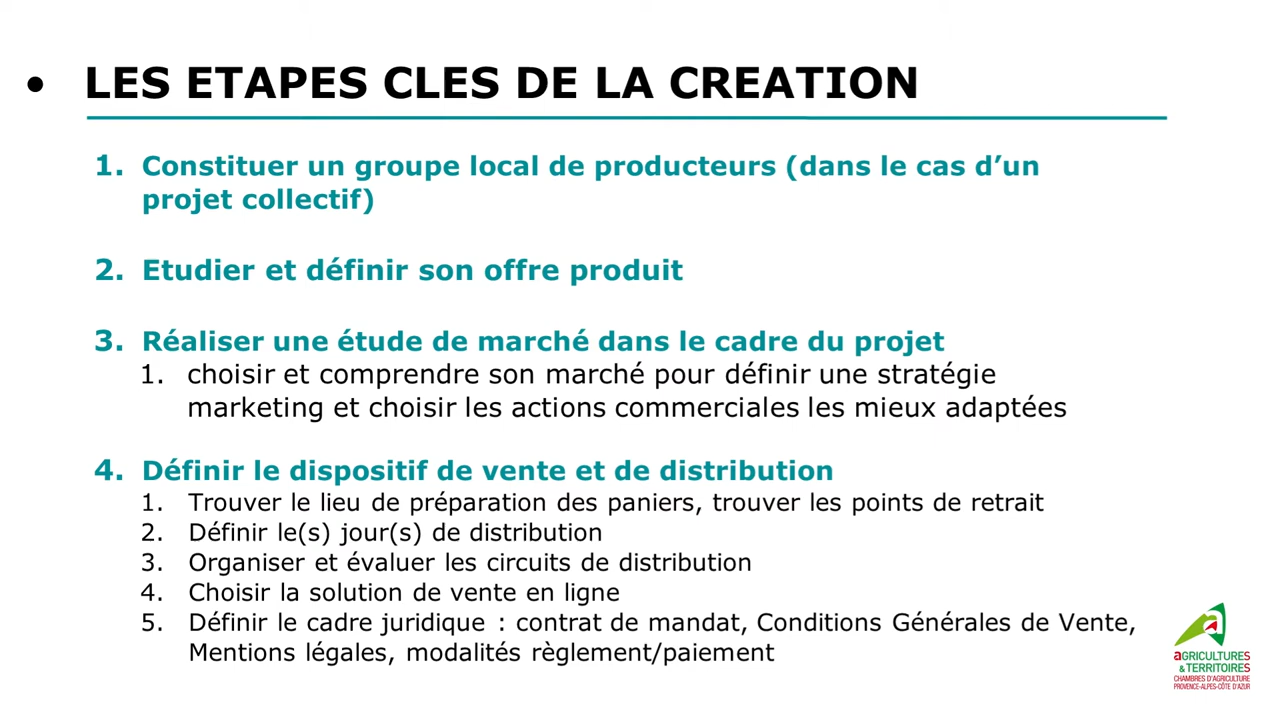 • LES ETAPES CLES DE LA CREATION
1. Constituer un groupe local de producteurs (dans le cas d’un
projet collectif)
2. Etudier et définir son offre produit
3. Réaliser une étude de marché dans le cadre du projet
1. choisir et comprendre son marché pour définir une stratégie
marketing et choisir les actions commerciales les mieux adaptées
4. Définir le dispositif de vente et de distribution
1. Trouver le lieu de préparation des paniers, trouver les points de retrait
2. Définir le(s) jour(s) de distribution
3. Organiser et évaluer les circuits de distribution
4. Choisir la solution de vente en ligne
5. Définir le cadre juridique : contrat de mandat, Conditions Générales de Vente,
Mentions légales, modalités règlement/paiement
aGRICULTURES
& TERRITOIRES
CHAMBRES D'AGRICULTURE
PROVENCE-ALPES-CÔTE D'AZUR